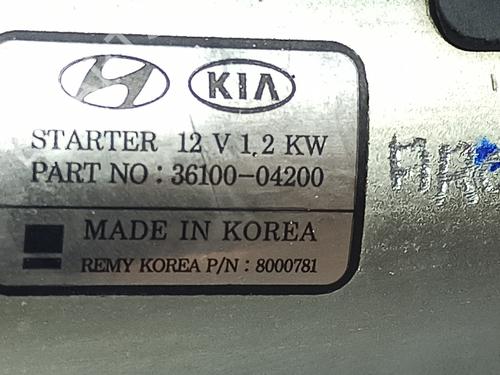 KIA
STARTER 12 V 1.2 KW
PART NO : 36100-04200
MADE IN KOREA
REMY KOREA P/N : 8000781